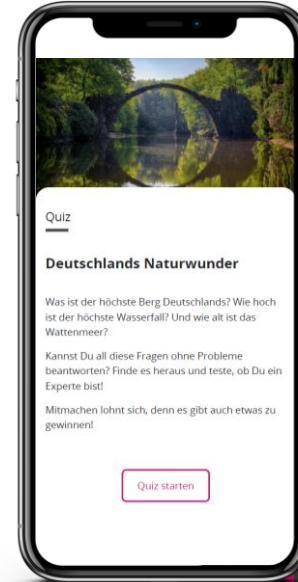 Quiz
Deutschlands Naturwunder
Was ist der höchste Berg Deutschlands? Wie hoch
ist der höchste Wasserfall? Und wie alt ist das
Wattenmeer?
Kannst Du all diese Fragen ohne Probleme
beantworten? Finde es heraus und teste, ob Du ein
Experte bist!
Mitmachen lohnt sich, denn es gibt auch etwas zu
gewinnen!
Quiz starten